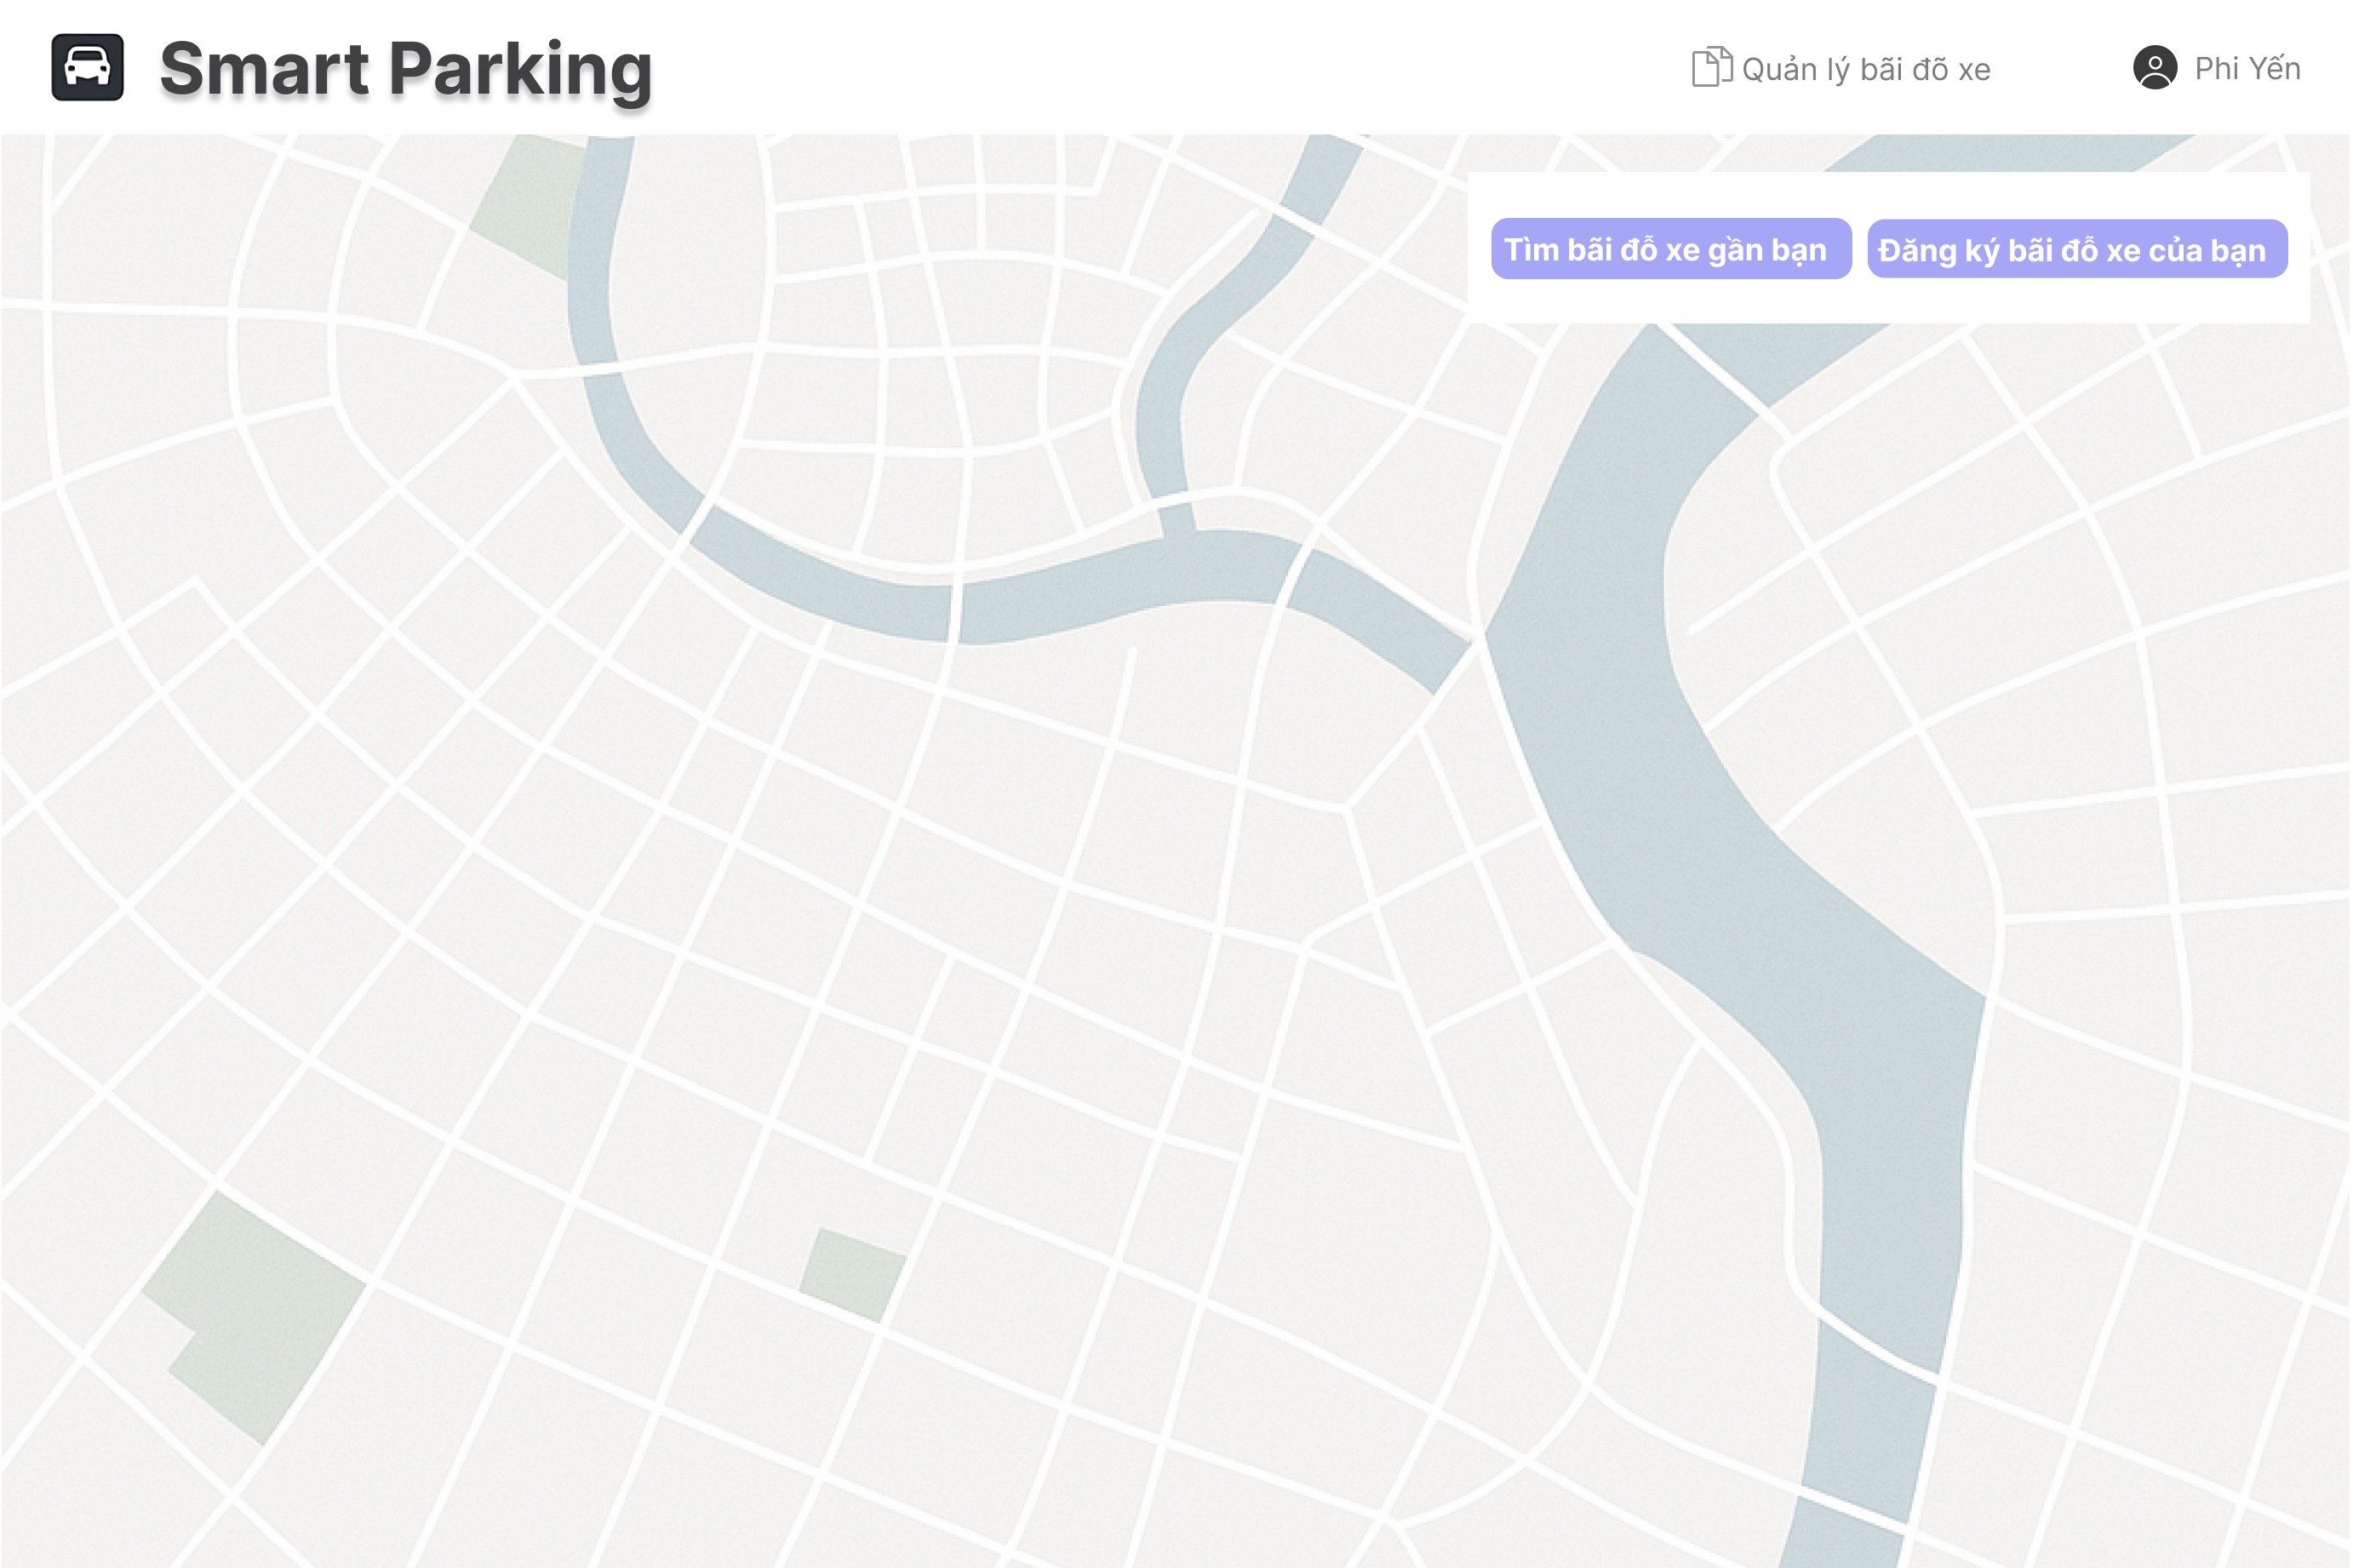 Smart Parking
Quản lý bãi đõ xe
Phi Yến
Tìm bãi đỗ xe gần bạn
Đăng ký bãi đỗ xe của bạn